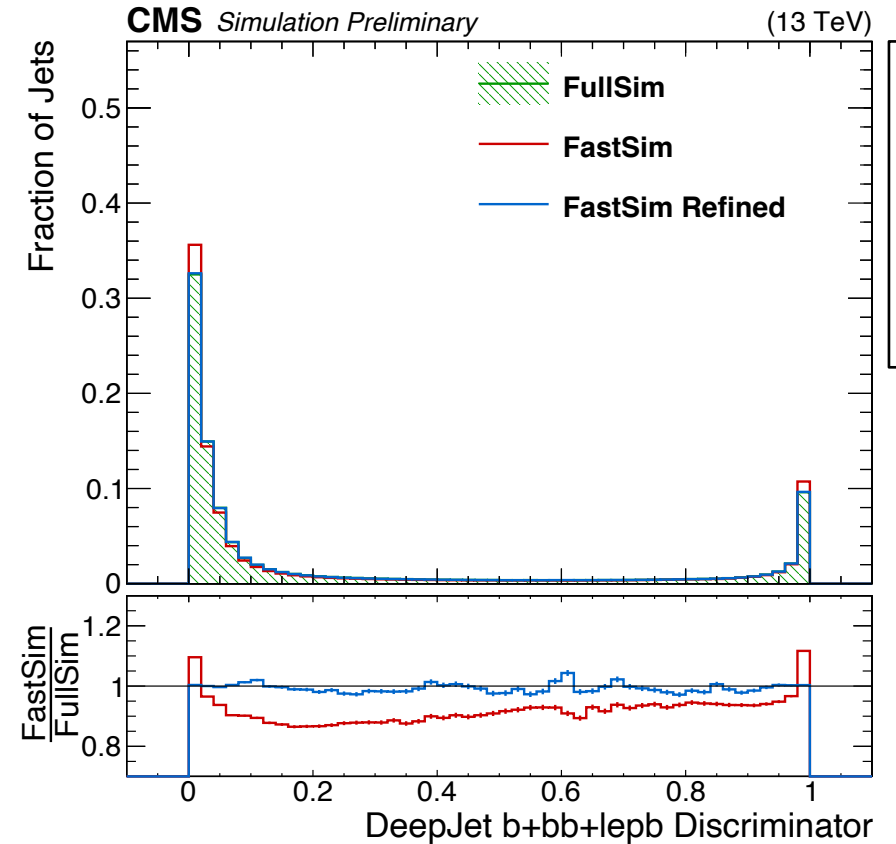 CMS Simulation Preliminary (13 TeV)
Fraction of Jets
0.5
0.4
0.3
0.2
0.1
0
FullSim
FastSim
FastSim Refined
FastSim
FullSim
1.2
1
0.8
0 0.2 0.4 0.6 0.8 1
DeepJet b+bb+lepb Discriminator